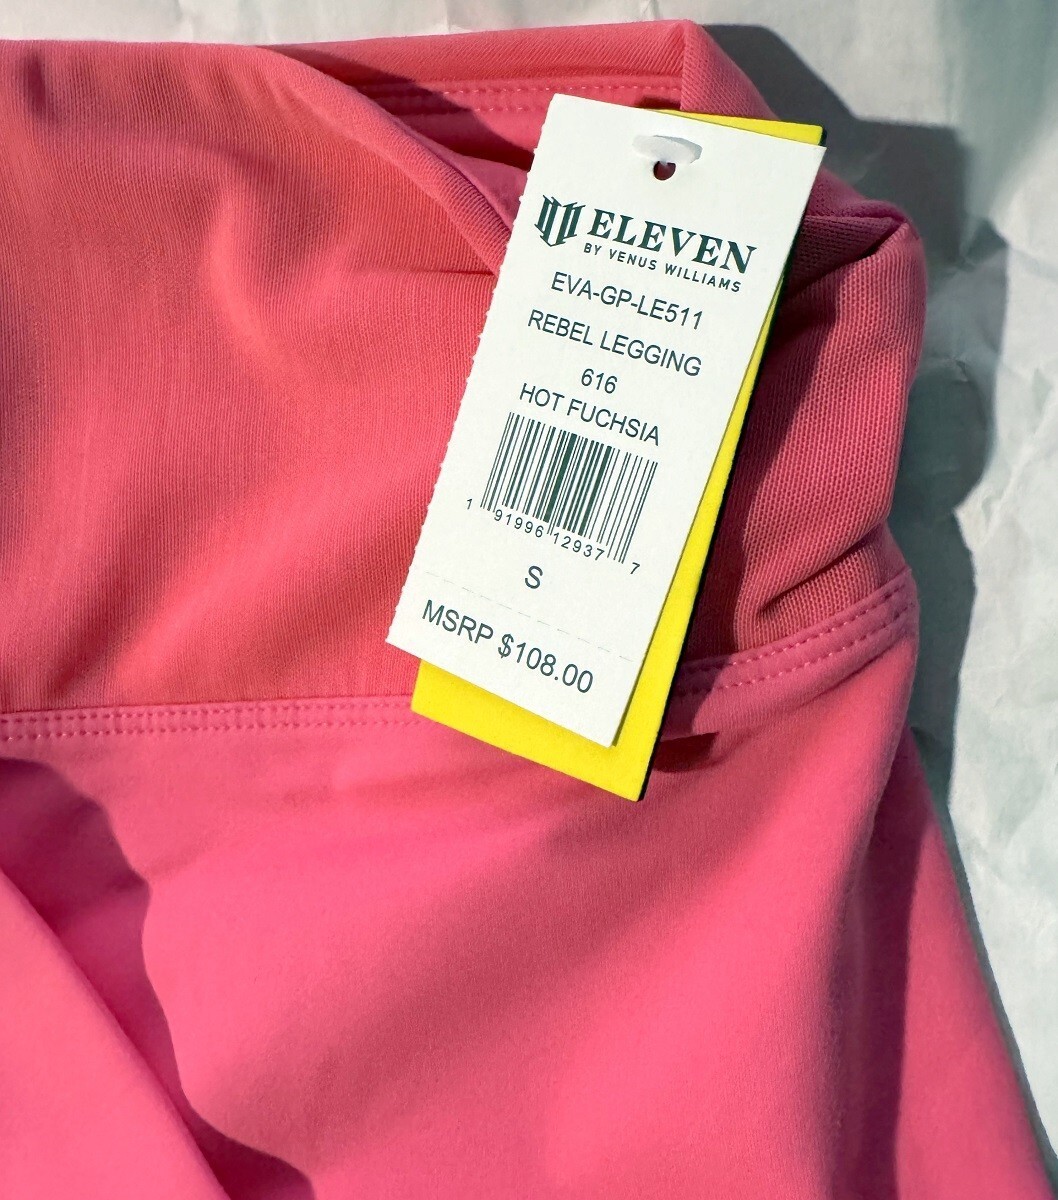 ELEVEN
BY VENUS WILLIAMS
EVA-GP-LE511
REBEL LEGGING
616
HOT FUCHSIA
1 91996 12937 7
S
MSRP $108.00